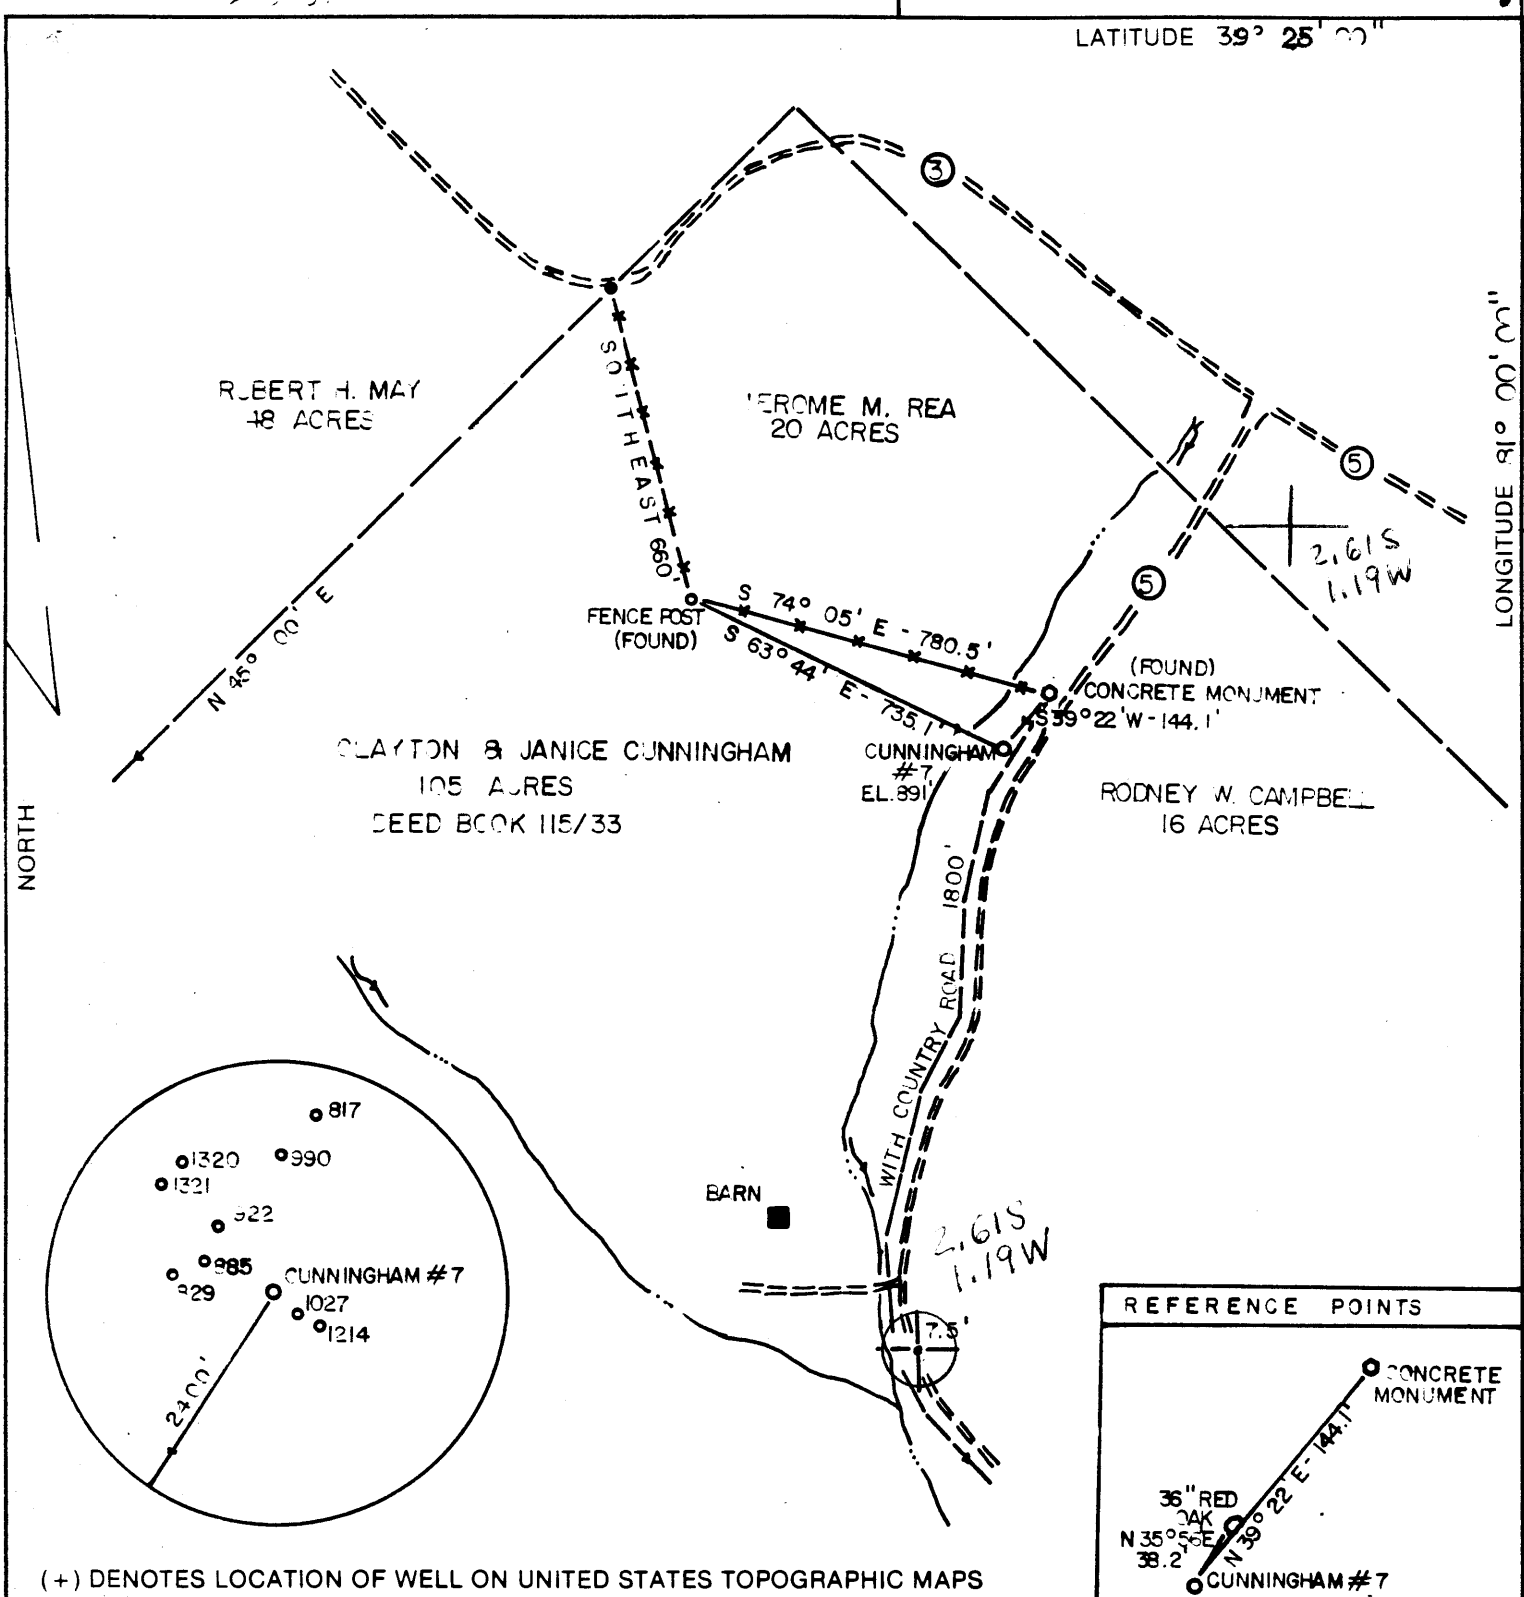 LATITUDE 39° 25' 00"
3
R BERT H. MAY
48 ACRES
EROME M. REA
20 ACRES
SOUTHEAST 660'
LONGITUDE 81° 00' 00"
5
2.61S
1.19W
5
N 45° 00' E
FENCE POST
(FOUND)
S 74° 05' E - 780.5'
S 63° 44' E - 735.1'
(FOUND)
CONCRETE MONUMENT
S 39° 22' W - 144.1'
CLAYTON & JANICE CUNNINGHAM
105 ACRES
DEED BOOK 115/33
CUNNINGHAM
#7
EL. 891'
RODNEY W. CAMPBELL
16 ACRES
NORTH
WITH COUNTRY ROAD 1800'
817
1320
990
1321
922
985
929
CUNNINGHAM #7
1027
1214
2400'
BARN
2.61S
1.19W
7.5'
REFERENCE POINTS
CONCRETE
MONUMENT
N 39° 22' E - 144.1'
36" RED
OAK
N 35° 56' E
38.2'
CUNNINGHAM #7
(+) DENOTES LOCATION OF WELL ON UNITED STATES TOPOGRAPHIC MAPS